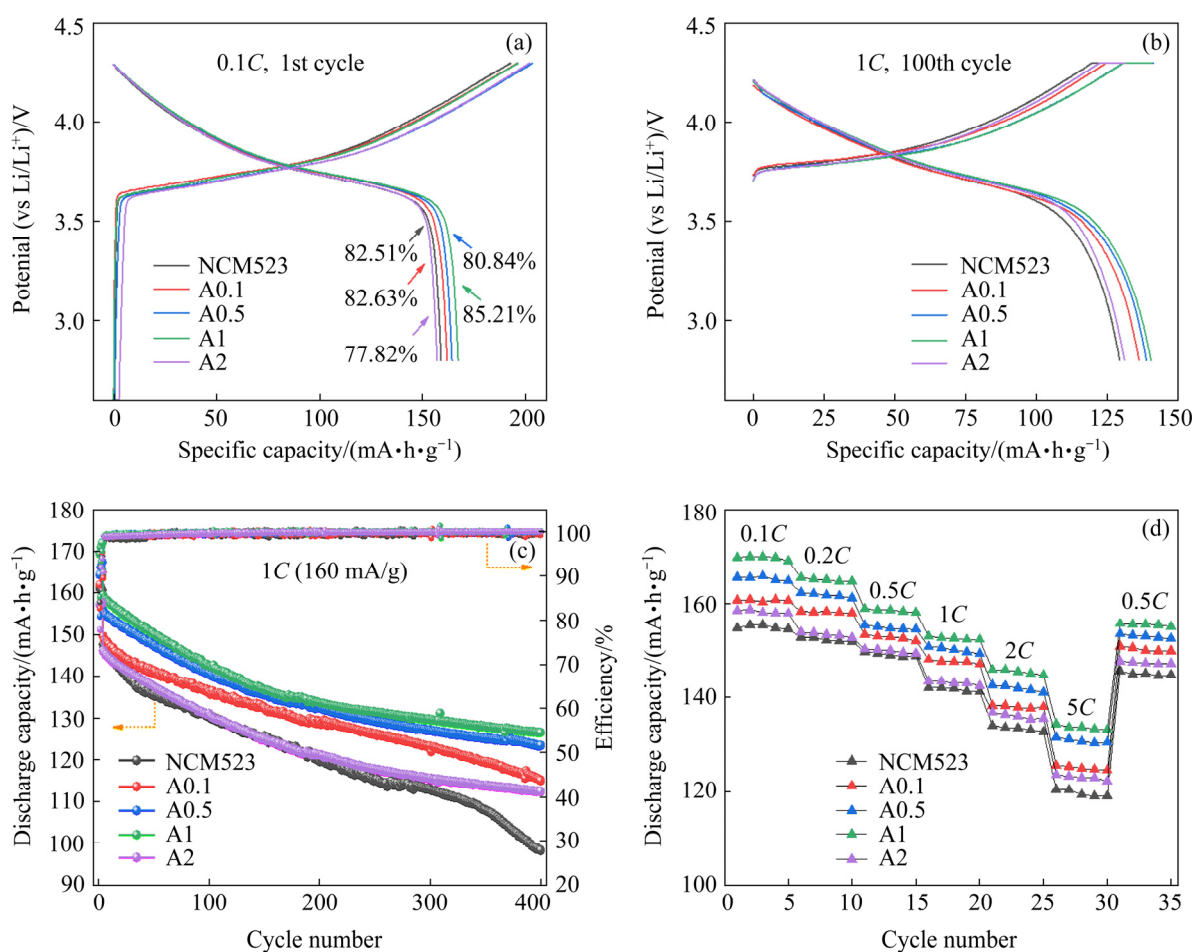 (a)
0.1C, 1st cycle
4.5
4.0
3.5
3.0
Potenial (vs Li/Li⁺)/V
82.51%
80.84%
82.63%
85.21%
77.82%
NCM523
A0.1
A0.5
A1
A2
0 50 100 150 200
Specific capacity/(mA•h•g⁻¹)
(b)
1C, 100th cycle
4.5
4.0
3.5
3.0
Potenial (vs Li/Li⁺)/V
NCM523
A0.1
A0.5
A1
A2
0 25 50 75 100 125 150
Specific capacity/(mA•h•g⁻¹)
(c)
1C (160 mA/g)
180
170
160
150
140
130
120
110
100
90
Discharge capacity/(mA•h•g⁻¹)
100
90
80
70
60
50
40
30
20
Efficiency/%
NCM523
A0.1
A0.5
A1
A2
0 100 200 300 400
Cycle number
(d)
0.1C
0.2C
0.5C
1C
2C
5C
0.5C
180
160
140
120
100
Discharge capacity/(mA•h•g⁻¹)
NCM523
A0.1
A0.5
A1
A2
0 5 10 15 20 25 30 35
Cycle number